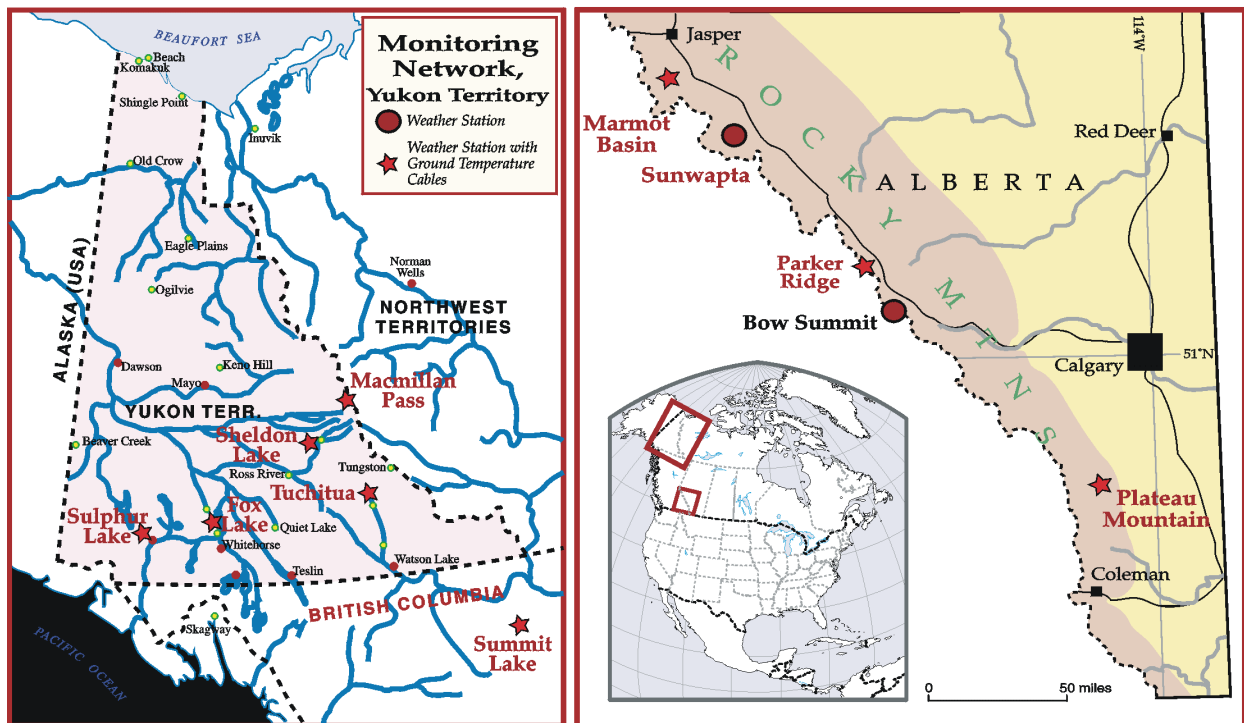 BEAUFORT SEA
Beach
Komakuk
Shingle Point
Inuvik
Old Crow
Eagle Plains
Ogilvie
Norman
Wells
NORTHWEST
TERRITORIES
ALASKA (USA)
Dawson
Keno Hill
Mayo
Macmillan
Pass
YUKON TERR.
Beaver Creek
Sheldon
Lake
Ross River
Tungston
Tuchitua
Sulphur
Lake
Fox
Lake
Quiet Lake
Whitehorse
Watson Lake
Teslin
BRITISH COLUMBIA
Skagway
Summit
Lake
PACIFIC OCEAN
Monitoring
Network,
Yukon Territory
Weather Station
Weather Station with
Ground Temperature
Cables
Jasper
114°W
ROCKY MTNS
Marmot
Basin
Sunwapta
Red Deer
ALBERTA
Parker
Ridge
Bow Summit
51°N
Calgary
Plateau
Mountain
Coleman
0
50 miles